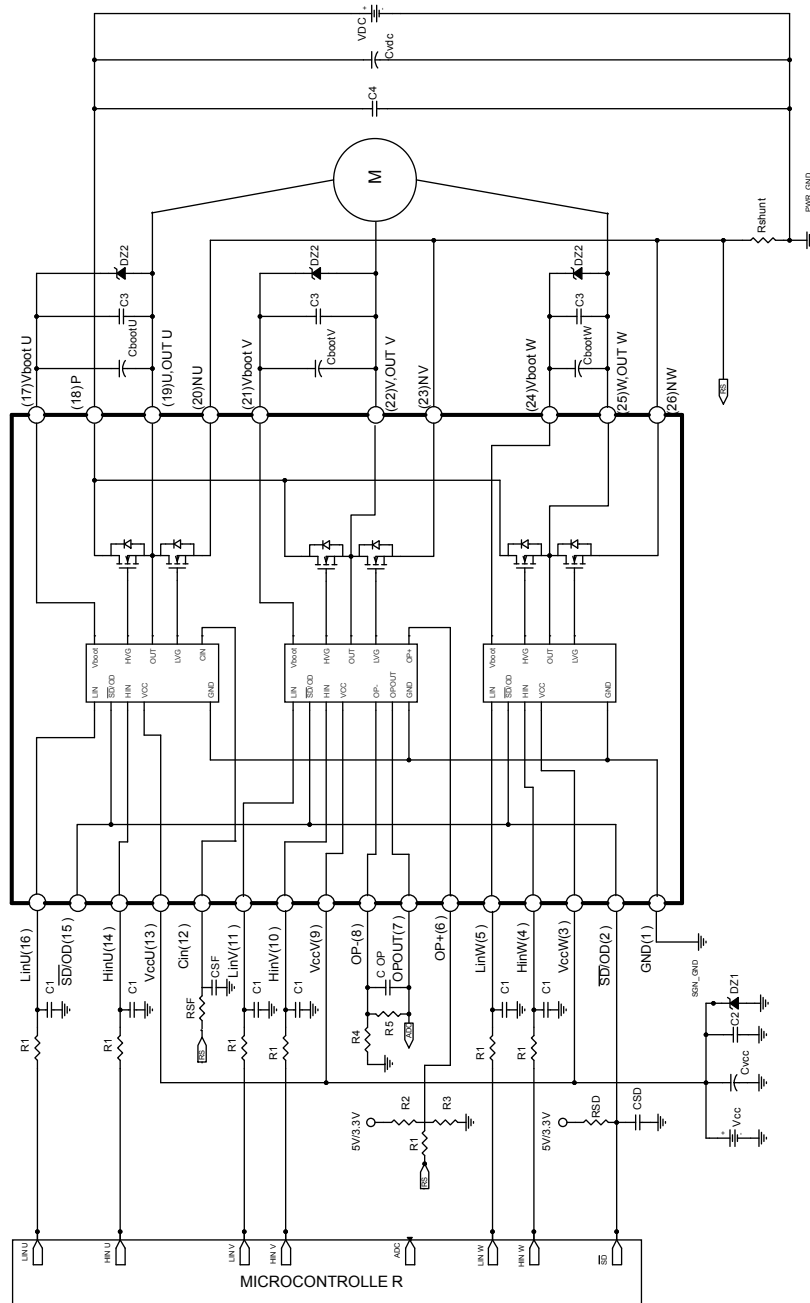 VDC
+
-
Cvdc
C4
M
Rshunt
PWR_GND
DZ2
DZ2
DZ2
C3
C3
C3
CbootU
CbootV
CbootW
RS
(17)Vboot U
(18)P
(19)U,OUT U
(20)NU
(21)Vboot V
(22)V,OUT V
(23)NV
(24)Vboot W
(25)W,OUT W
(26)NW
Vboot
HVG
OUT
LVG
CIN
LIN
SD/OD
HIN
VCC
GND
Vboot
HVG
OUT
LVG
OP+
LIN
SD/OD
HIN
VCC
OP-
OPOUT
GND
Vboot
HVG
OUT
LVG
LIN
SD/OD
HIN
VCC
GND
LinU(16)
SD/OD(15)
HinU(14)
VccU(13)
Cin(12)
LinV(11)
HinV(10)
VccV(9)
OP-(8)
OPOUT(7)
OP+(6)
LinW(5)
HinW(4)
VccW(3)
SD/OD(2)
GND(1)
C1
C1
CSF
C1
C1
C OP
C1
C1
SGN_GND
DZ1
R1
R1
RSF
RS
R1
R1
R4
R5
ADC
R1
R1
C2
5V/3.3V
R2
R3
R1
RS
5V/3.3V
RSD
CSD
Cvcc
Vcc
+
-
LIN U
HIN U
LIN V
HIN V
ADC
LIN W
HIN W
SD
MICROCONTROLLE R